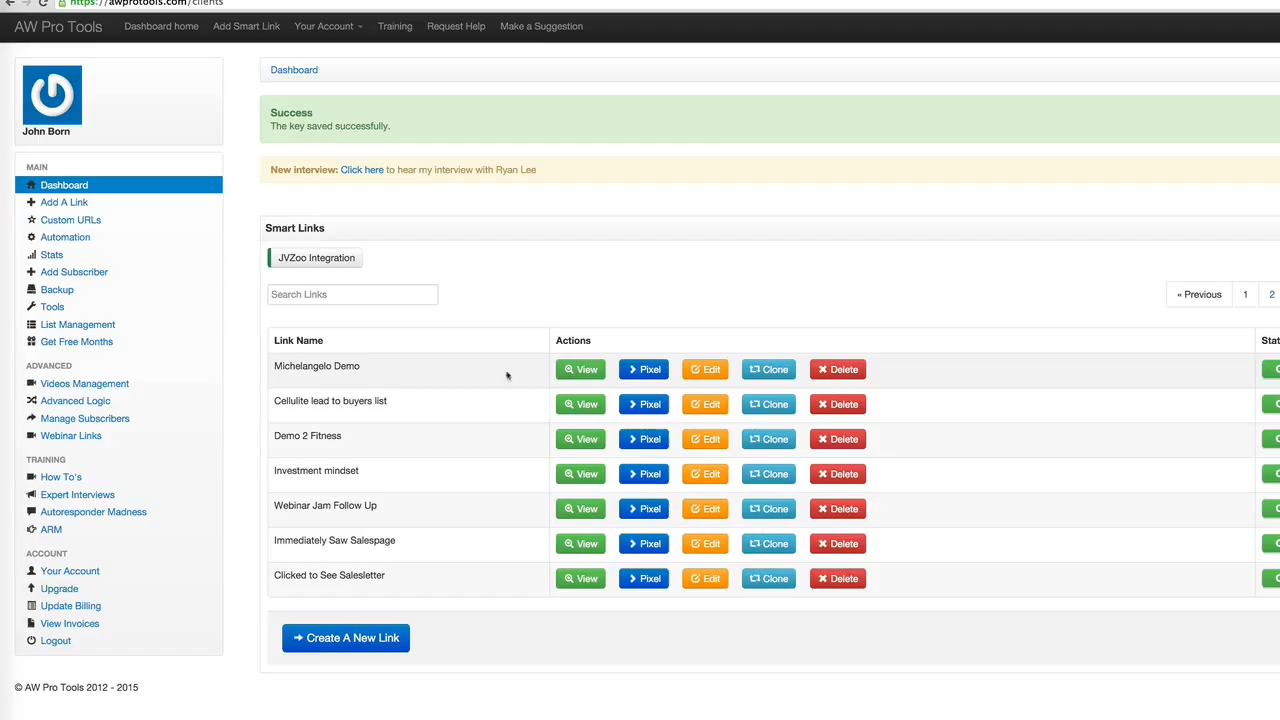 https://awprotools.com/clients
AW Pro Tools Dashboard home Add Smart Link Your Account Training Request Help Make a Suggestion
John Born
MAIN
Dashboard
Add A Link
Custom URLs
Automation
Stats
Add Subscriber
Backup
Tools
List Management
Get Free Months
ADVANCED
Videos Management
Advanced Logic
Manage Subscribers
Webinar Links
TRAINING
How To's
Expert Interviews
Autoresponder Madness
ARM
ACCOUNT
Your Account
Upgrade
Update Billing
View Invoices
Logout
© AW Pro Tools 2012 - 2015
Dashboard
Success
The key saved successfully.
New interview: Click here to hear my interview with Ryan Lee
Smart Links
JVZoo Integration
Search Links
« Previous 1 2
Link Name Actions
Michelangelo Demo View Pixel Edit Clone Delete
Cellulite lead to buyers list View Pixel Edit Clone Delete
Demo 2 Fitness View Pixel Edit Clone Delete
Investment mindset View Pixel Edit Clone Delete
Webinar Jam Follow Up View Pixel Edit Clone Delete
Immediately Saw Salespage View Pixel Edit Clone Delete
Clicked to See Salesletter View Pixel Edit Clone Delete
Create A New Link